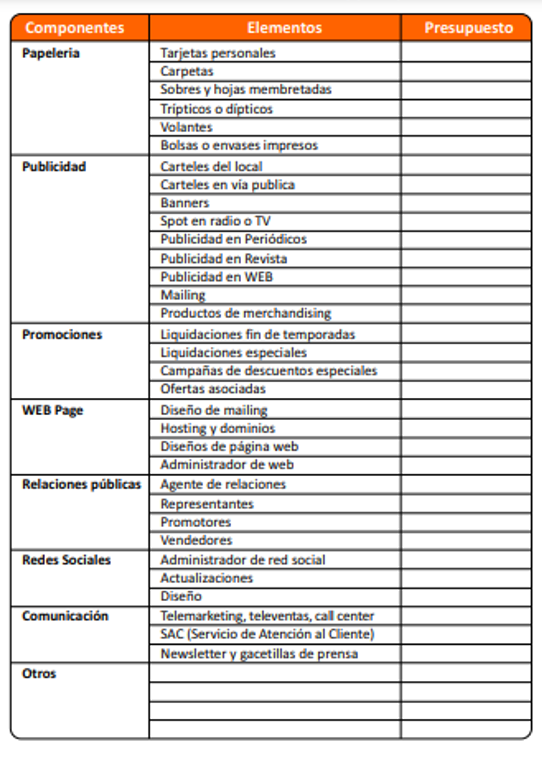 Componentes Elementos Presupuesto
Papeleria Tarjetas personales
Carpetas
Sobres y hojas membretadas
Trípticos o dípticos
Volantes
Bolsas o envases impresos
Publicidad Carteles del local
Carteles en vía publica
Banners
Spot en radio o TV
Publicidad en Periódicos
Publicidad en Revista
Publicidad en WEB
Mailing
Productos de merchandising
Promociones Liquidaciones fin de temporadas
Liquidaciones especiales
Campañas de descuentos especiales
Ofertas asociadas
WEB Page Diseño de mailing
Hosting y dominios
Diseños de página web
Administrador de web
Relaciones públicas Agente de relaciones
Representantes
Promotores
Vendedores
Redes Sociales Administrador de red social
Actualizaciones
Diseño
Comunicación Telemarketing, televentas, call center
SAC (Servicio de Atención al Cliente)
Newsletter y gacetillas de prensa
Otros